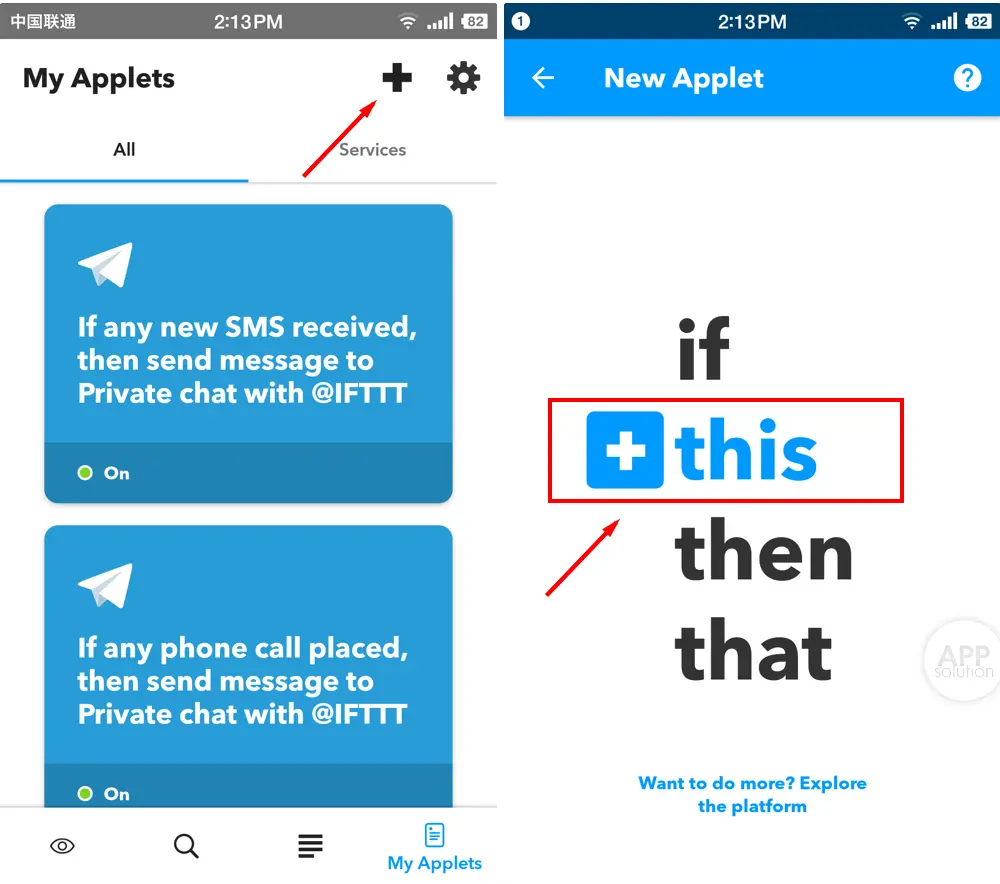 中国联通 2:13PM 82
My Applets
All Services
If any new SMS received,
then send message to
Private chat with @IFTTT
On
If any phone call placed,
then send message to
Private chat with @IFTTT
On
My Applets
1 2:13PM 82
New Applet ?
if
this
then
that
APP
solution
Want to do more? Explore
the platform